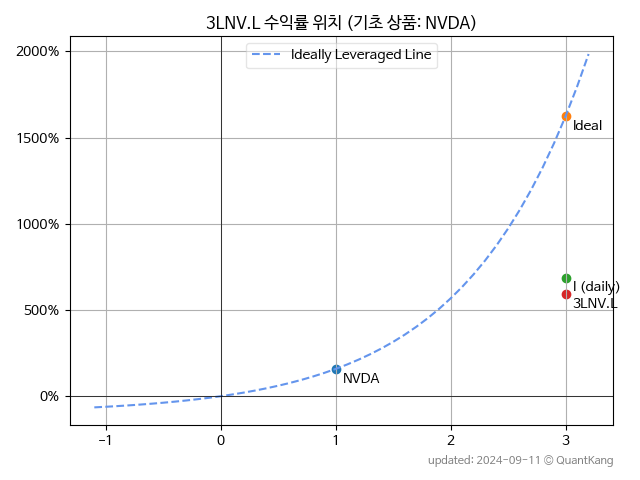 3LNV.L 수익률 위치 (기초 상품: NVDA)
Ideally Leveraged Line
2000%
1500%
1000%
500%
0%
Ideal
I (daily)
3LNV.L
NVDA
−1
0
1
2
3
updated: 2024-09-11 © QuantKang